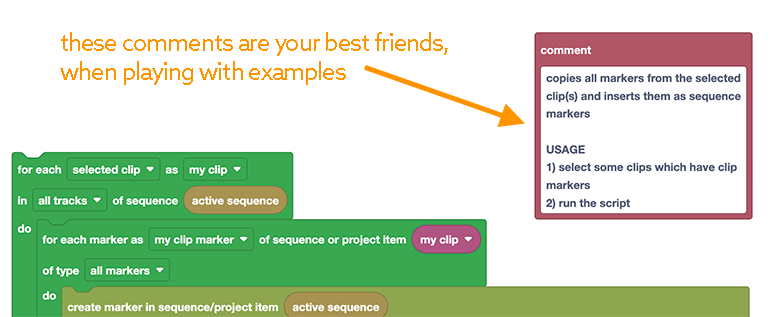 these comments are your best friends,
when playing with examples
comment
copies all markers from the selected
clip(s) and inserts them as sequence
markers
USAGE
1) select some clips which have clip
markers
2) run the script
for each selected clip as my clip
in all tracks of sequence active sequence
do
for each marker as my clip marker of sequence or project item my clip
of type all markers
do
create marker in sequence/project item active sequence